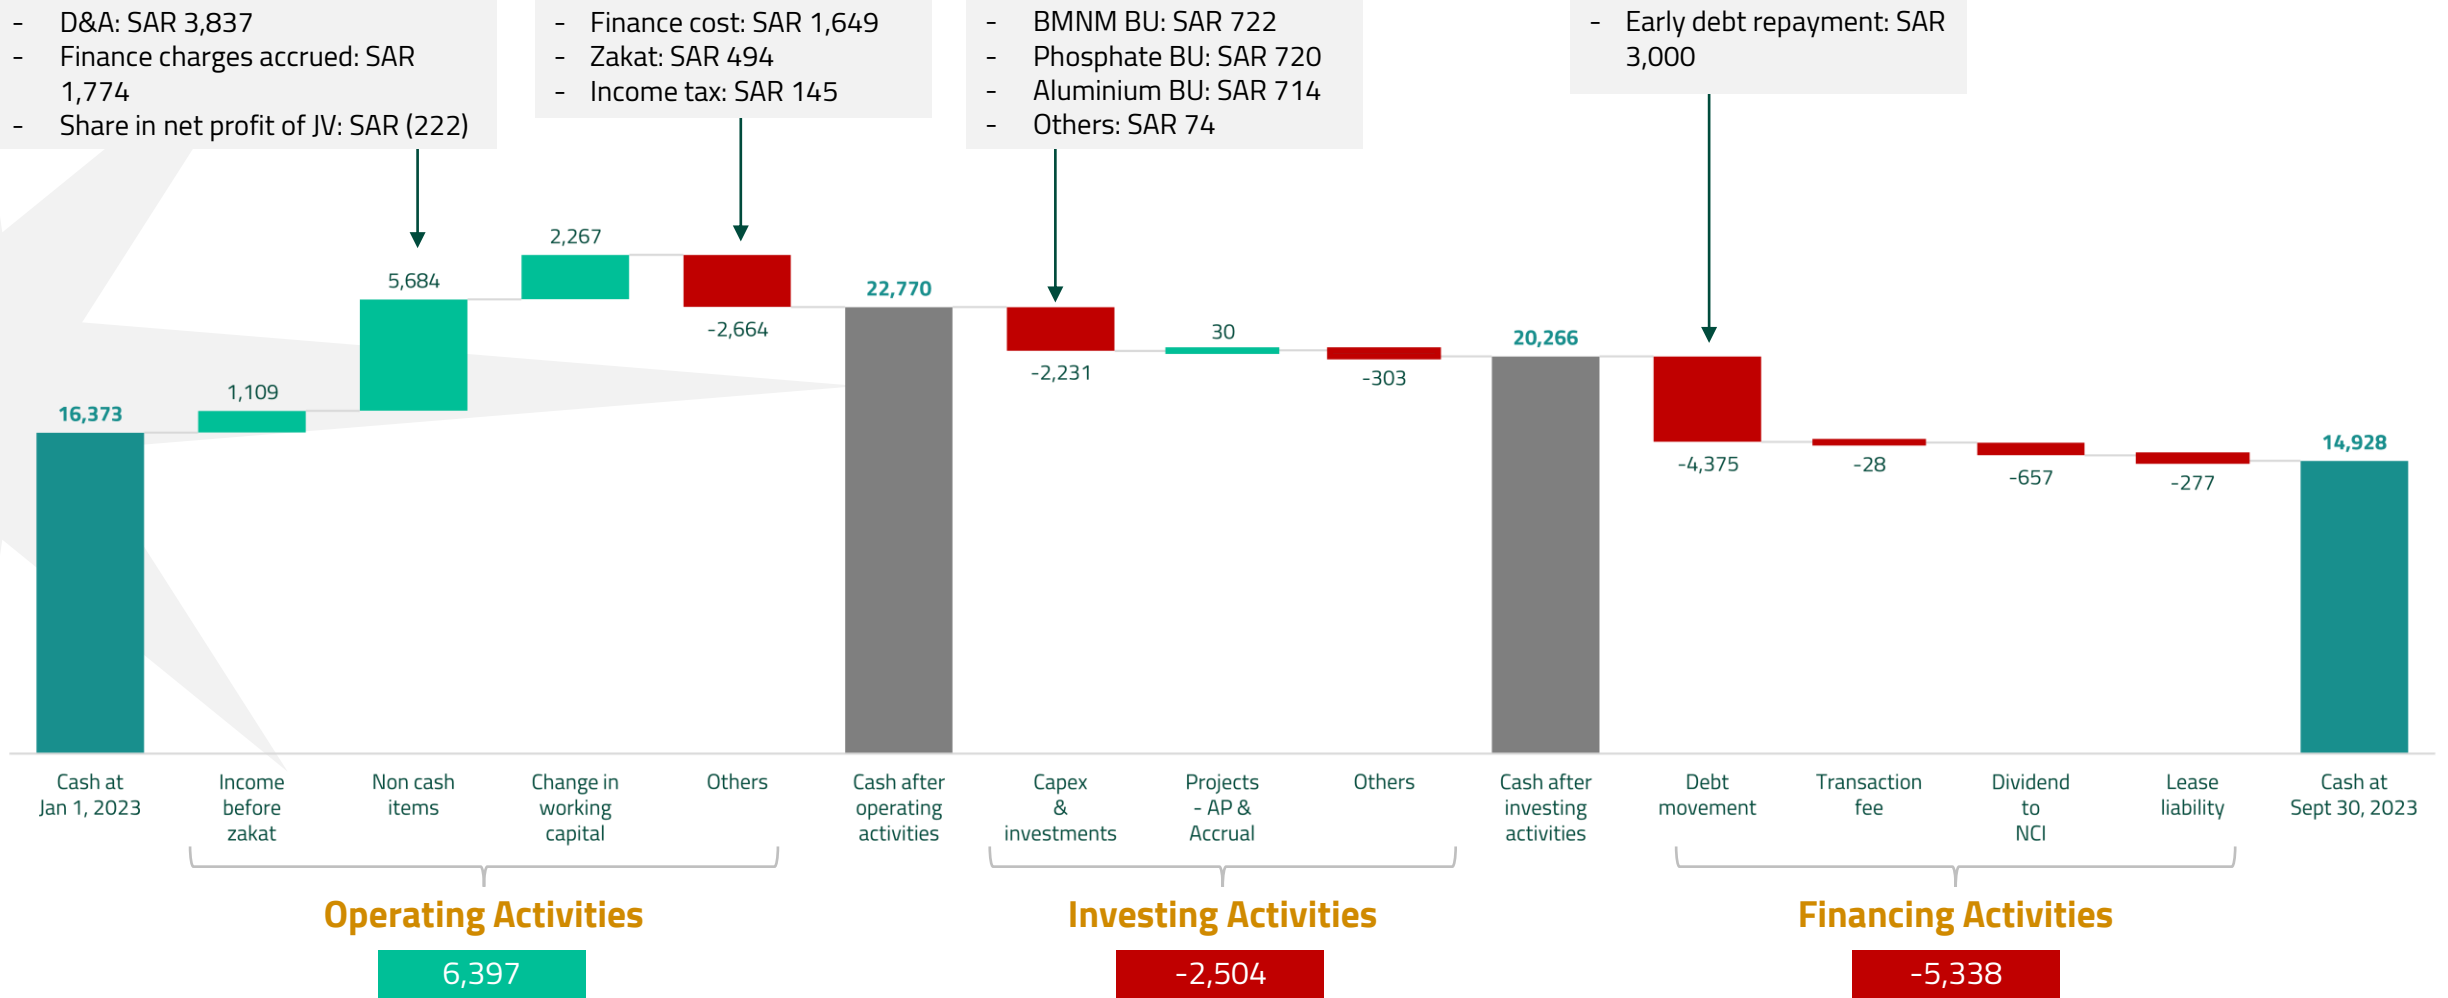 - D&A: SAR 3,837
- Finance charges accrued: SAR
1,774
- Share in net profit of JV: SAR (222)
- Finance cost: SAR 1,649
- Zakat: SAR 494
- Income tax: SAR 145
- BMNM BU: SAR 722
- Phosphate BU: SAR 720
- Aluminium BU: SAR 714
- Others: SAR 74
- Early debt repayment: SAR
3,000
16,373
1,109
5,684
2,267
-2,664
22,770
-2,231
30
-303
20,266
-4,375
-28
-657
-277
14,928
Cash at
Jan 1, 2023
Income
before
zakat
Non cash
items
Change in
working
capital
Others
Cash after
operating
activities
Capex
&
investments
Projects
- AP &
Accrual
Others
Cash after
investing
activities
Debt
movement
Transaction
fee
Dividend
to
NCI
Lease
liability
Cash at
Sept 30, 2023
Operating Activities
6,397
Investing Activities
-2,504
Financing Activities
-5,338